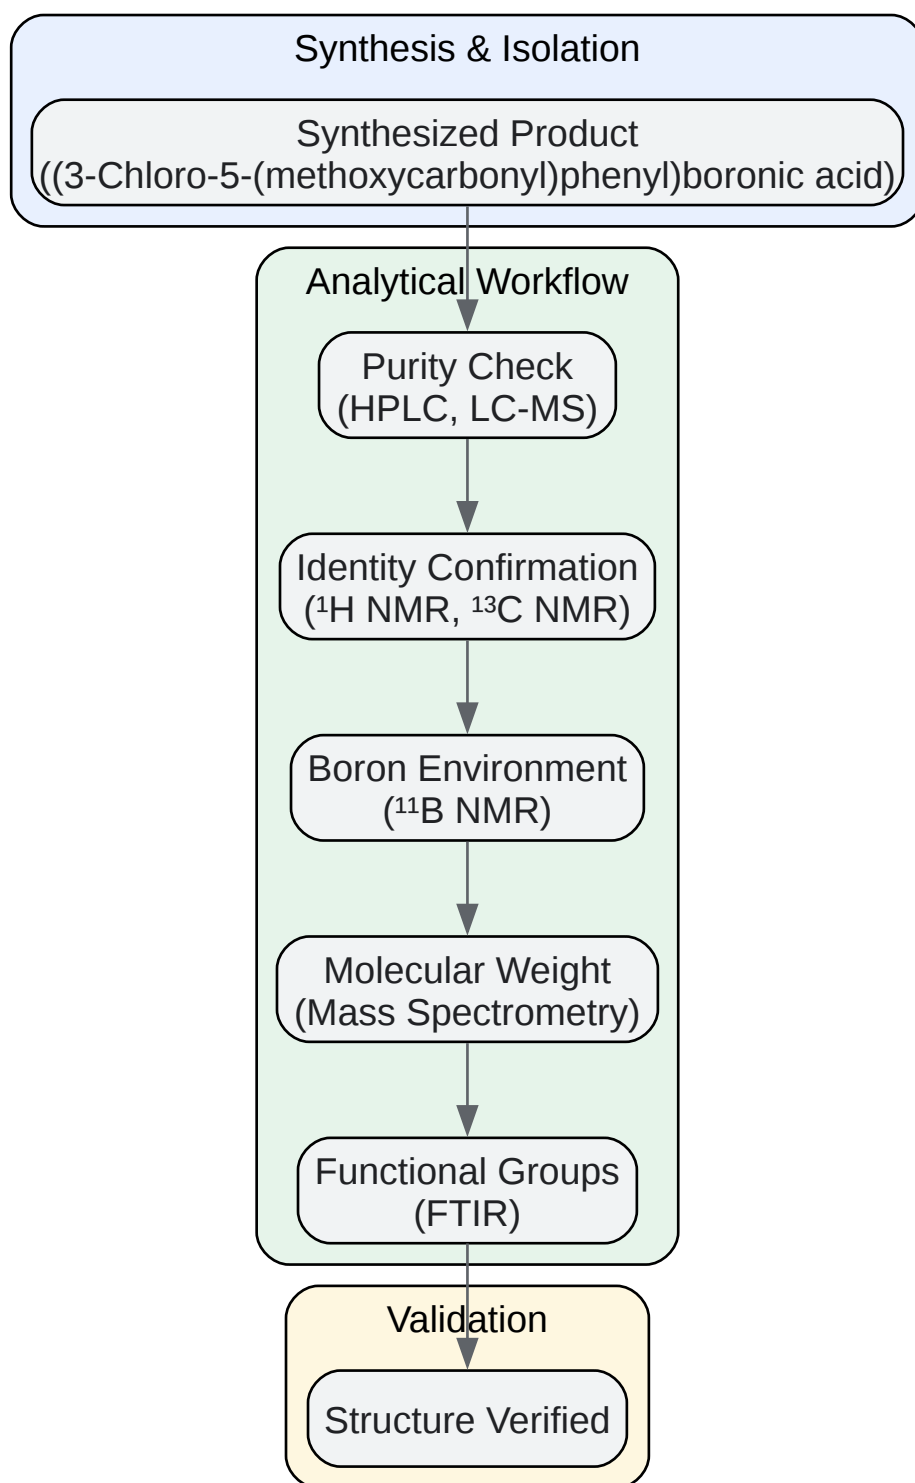 Synthesis & Isolation
Synthesized Product
((3-Chloro-5-(methoxycarbonyl)phenyl)boronic acid)
Analytical Workflow
Purity Check
(HPLC, LC-MS)
Identity Confirmation
(¹H NMR, ¹³C NMR)
Boron Environment
(¹¹B NMR)
Molecular Weight
(Mass Spectrometry)
Functional Groups
(FTIR)
Validation
Structure Verified